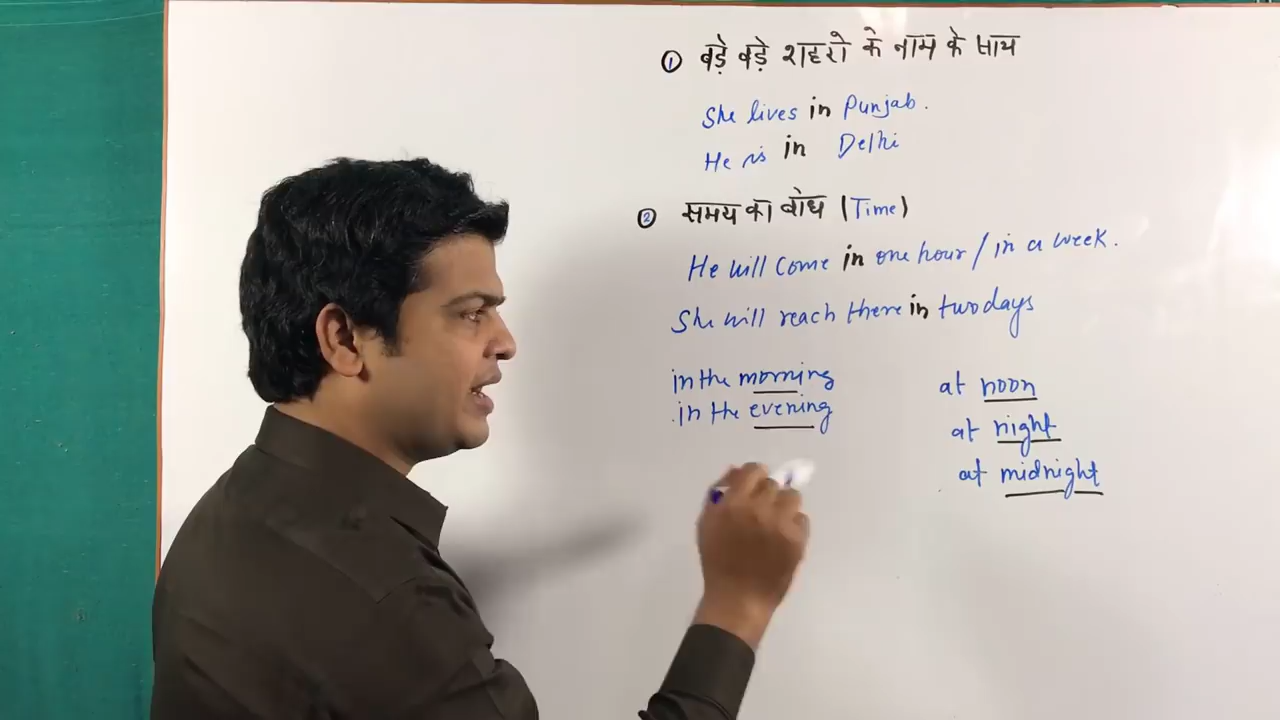 ① बड़े बड़े शहरो के नाम के साथ
She lives in Punjab.
He is in Delhi
② समय का बोध (Time)
He will come in one hour / in a week.
She will reach there in two days
in the morning
in the evening
at noon
at night
at midnight